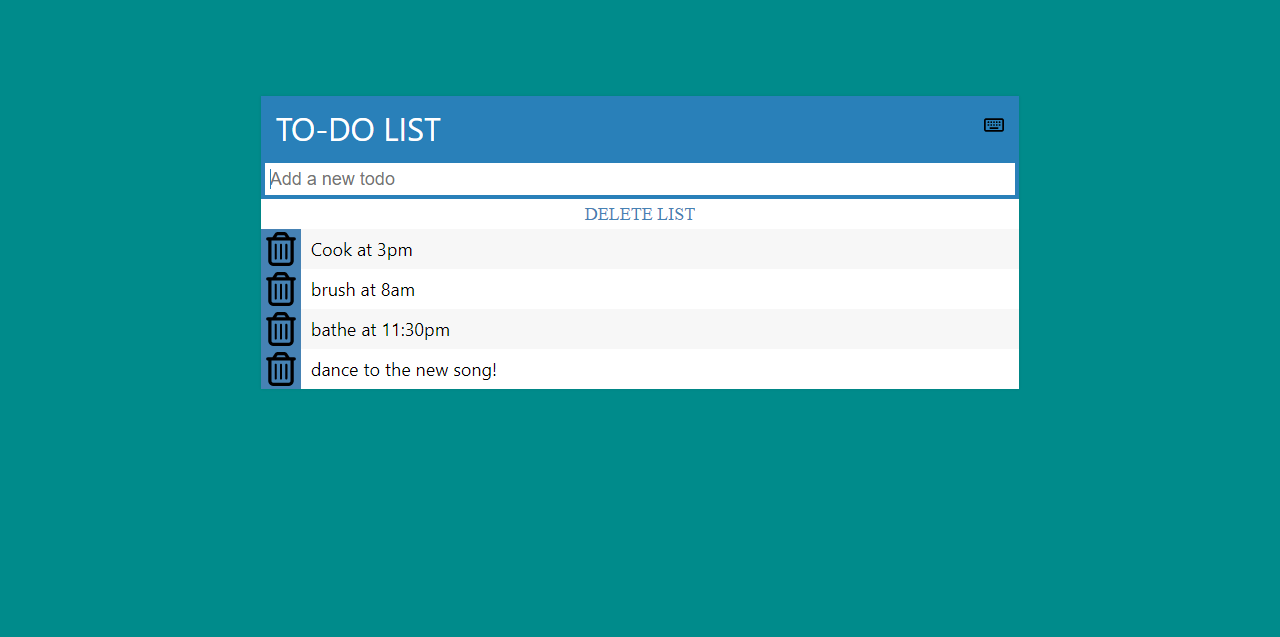 TO-DO LIST
Add a new todo
DELETE LIST
Cook at 3pm
brush at 8am
bathe at 11:30pm
dance to the new song!